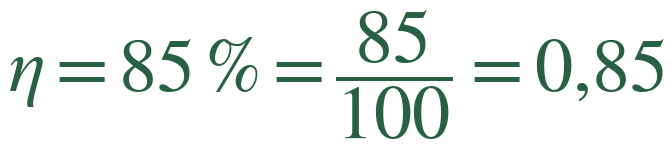 η = 85 % = 85/100 = 0,85